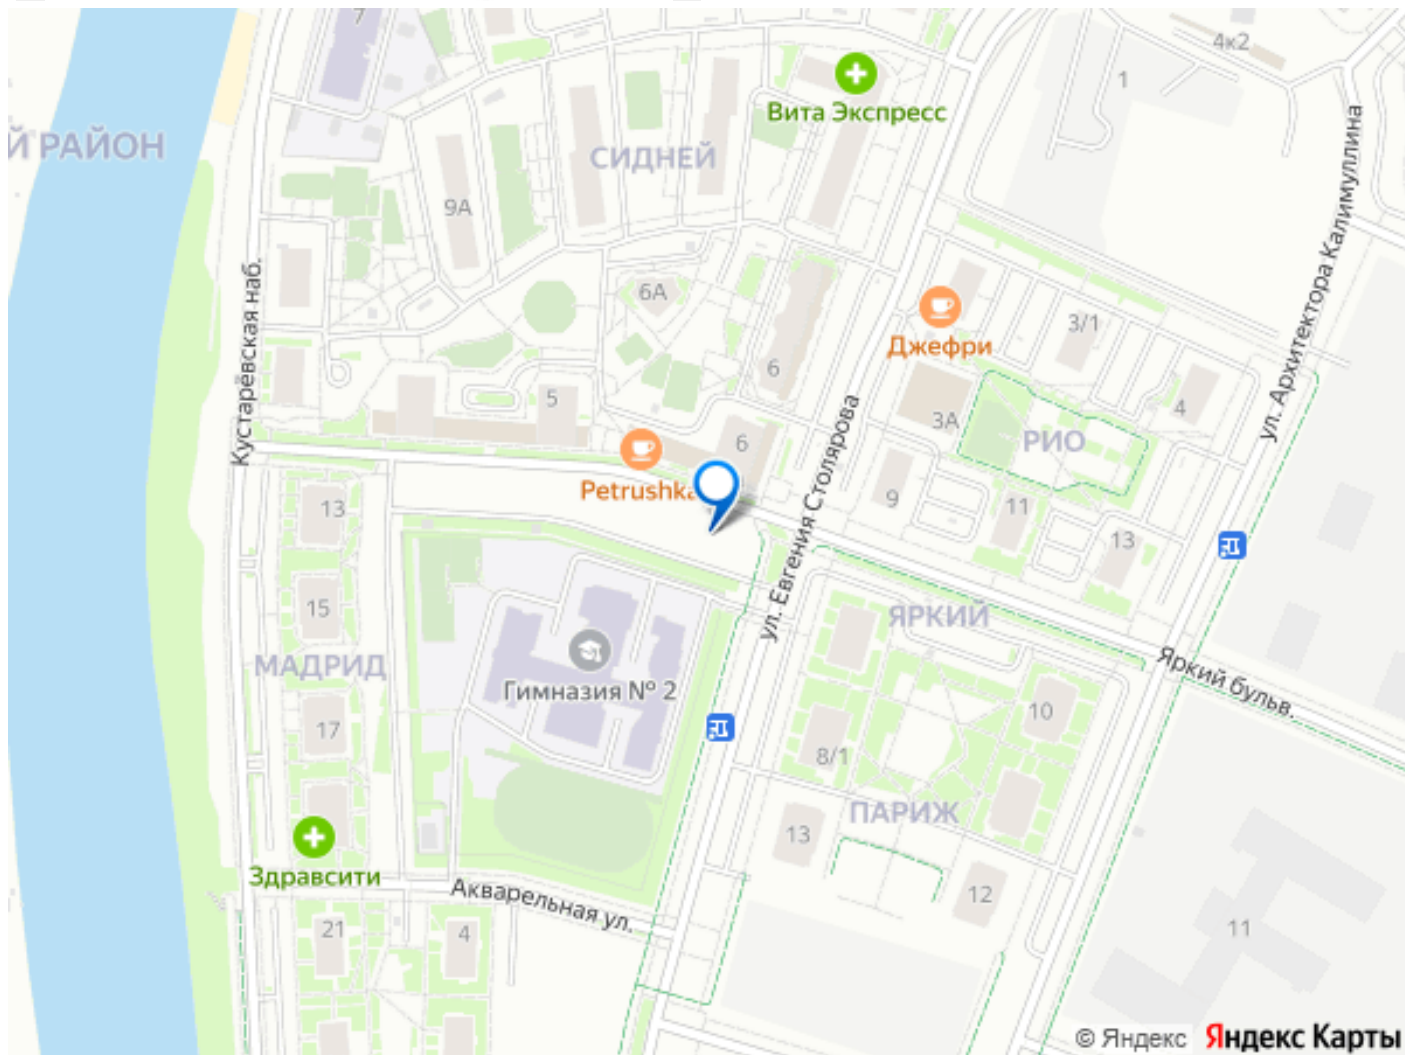 7
4к2
1
Вита Экспресс
Й РАЙОН
СИДНЕЙ
9А
ул. Архитектора Калимуллина
6А
Кустарёвская наб.
3/1
Джефри
6
5
4
3А
РИО
6
Petrushka
ул. Евгения Столярова
9
11
13
13
15
ЯРКИЙ
МАДРИД
Гимназия № 2
Яркий бульв.
17
10
8/1
ПАРИЖ
13
Здравсити
Акварельная ул.
12
21
4
11
© Яндекс
Яндекс Карты